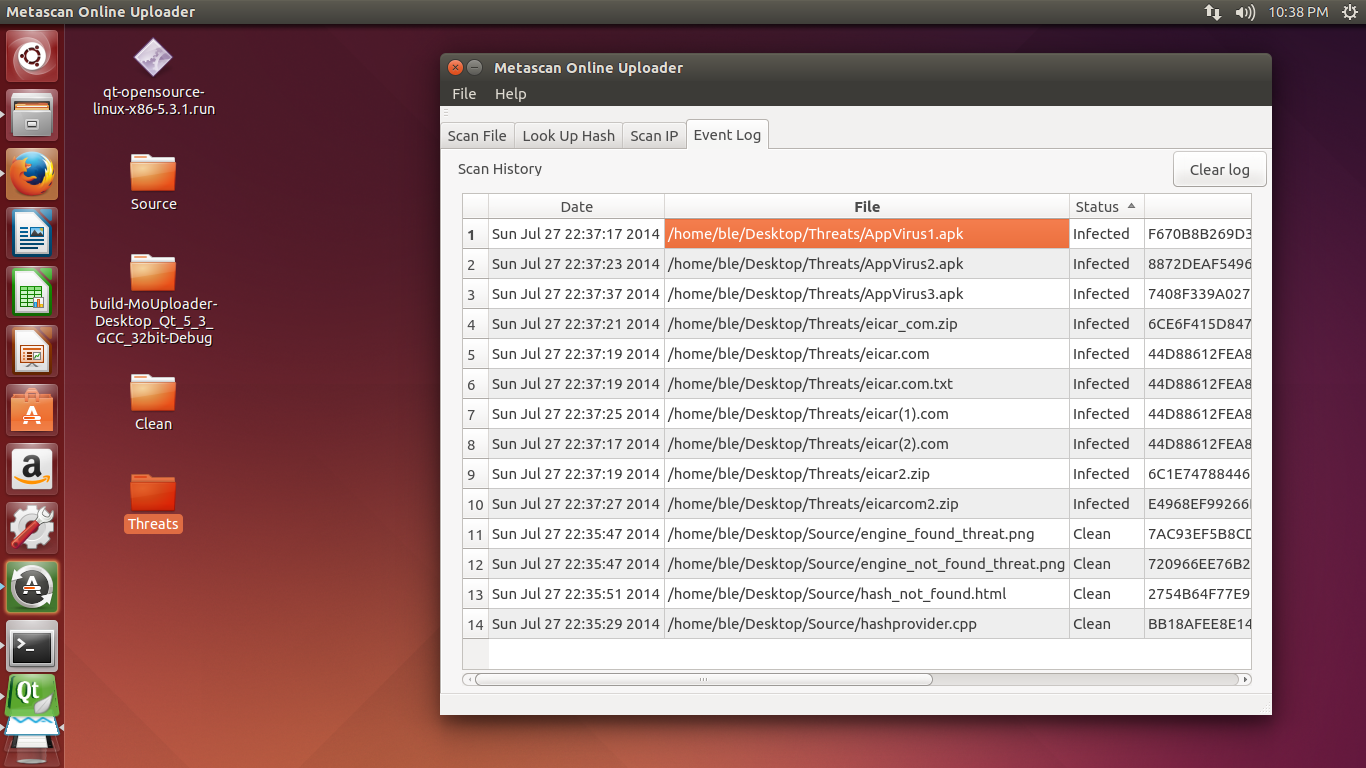 Metascan Online Uploader
10:38 PM
qt-opensource-
linux-x86-5.3.1.run
Source
build-MoUploader-
Desktop_Qt_5_3_
GCC_32bit-Debug
Clean
Threats
a
Qt
Metascan Online Uploader
File Help
Scan File Look Up Hash Scan IP Event Log
Scan History Clear log
Date File Status
1 Sun Jul 27 22:37:17 2014 /home/ble/Desktop/Threats/AppVirus1.apk Infected F670B8B269D3
2 Sun Jul 27 22:37:23 2014 /home/ble/Desktop/Threats/AppVirus2.apk Infected 8872DEAF5496
3 Sun Jul 27 22:37:37 2014 /home/ble/Desktop/Threats/AppVirus3.apk Infected 7408F339A027
4 Sun Jul 27 22:37:21 2014 /home/ble/Desktop/Threats/eicar_com.zip Infected 6CE6F415D847
5 Sun Jul 27 22:37:19 2014 /home/ble/Desktop/Threats/eicar.com Infected 44D88612FEA8
6 Sun Jul 27 22:37:19 2014 /home/ble/Desktop/Threats/eicar.com.txt Infected 44D88612FEA8
7 Sun Jul 27 22:37:25 2014 /home/ble/Desktop/Threats/eicar(1).com Infected 44D88612FEA8
8 Sun Jul 27 22:37:17 2014 /home/ble/Desktop/Threats/eicar(2).com Infected 44D88612FEA8
9 Sun Jul 27 22:37:19 2014 /home/ble/Desktop/Threats/eicar2.zip Infected 6C1E74788446
10 Sun Jul 27 22:37:27 2014 /home/ble/Desktop/Threats/eicarcom2.zip Infected E4968EF99266
11 Sun Jul 27 22:35:47 2014 /home/ble/Desktop/Source/engine_found_threat.png Clean 7AC93EF5B8CD
12 Sun Jul 27 22:35:47 2014 /home/ble/Desktop/Source/engine_not_found_threat.png Clean 720966EE76B2
13 Sun Jul 27 22:35:51 2014 /home/ble/Desktop/Source/hash_not_found.html Clean 2754B64F77E9
14 Sun Jul 27 22:35:29 2014 /home/ble/Desktop/Source/hashprovider.cpp Clean BB18AFEE8E14